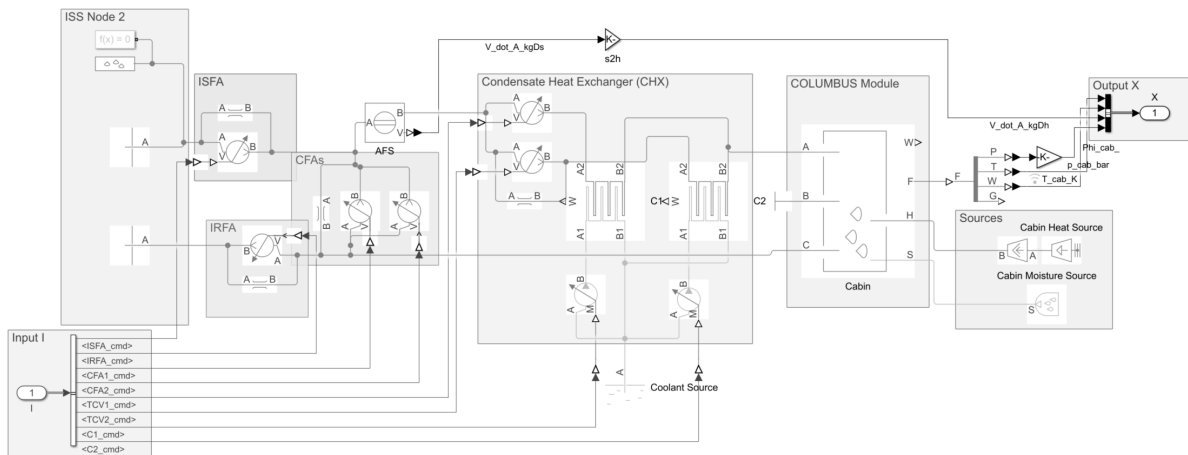 ISS Node 2
f(x) = 0
A
A
ISFA
A B
A
B
V
IRFA
B
V
A
A B
CFAs
A
B
B
A
V
B
A
V
A
B
V
AFS
V_dot_A_kgDs
K-
s2h
Condensate Heat Exchanger (CHX)
A
B
V
A
B
V
A B
W
A2
B2
A1
B1
C1
W
A2
B2
A1
B1
B
A
M
B
A
M
A
Coolant Source
C2
COLUMBUS Module
A
B
C
W
F
H
S
Cabin
F
P
T
W
G
K-
p_cab_bar
T_cab_K
Phi_cab_
V_dot_A_kgDh
Output X
X
1
Sources
Cabin Heat Source
B A
Cabin Moisture Source
S
Input I
1
I
<ISFA_cmd>
<IRFA_cmd>
<CFA1_cmd>
<CFA2_cmd>
<TCV1_cmd>
<TCV2_cmd>
<C1_cmd>
<C2_cmd>